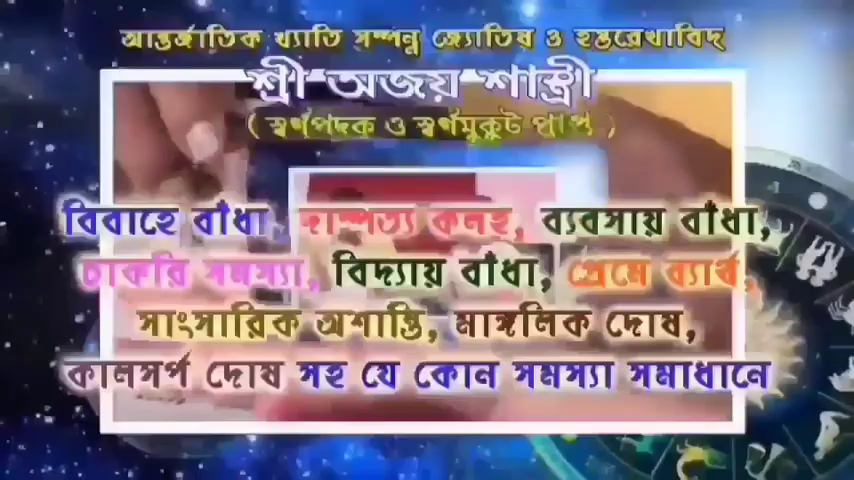 আন্তর্জাতিক খ্যাতি সম্পন্ন জ্যোতিষ ও হস্তরেখাবিদ্
শ্রী অজয় শাস্ত্রী
( স্বর্ণপদক ও স্বর্ণমুকুট প্রাপ্ত )
বিবাহে বাঁধা, দাম্পত্য কলহ, ব্যবসায় বাঁধা,
চাকরি সমস্যা, বিদ্যায় বাঁধা, প্রেমে ব্যার্থ,
সাংসারিক অশান্তি, মাঙ্গলিক দোষ,
কালসর্প দোষ সহ যে কোন সমস্যা সমাধানে